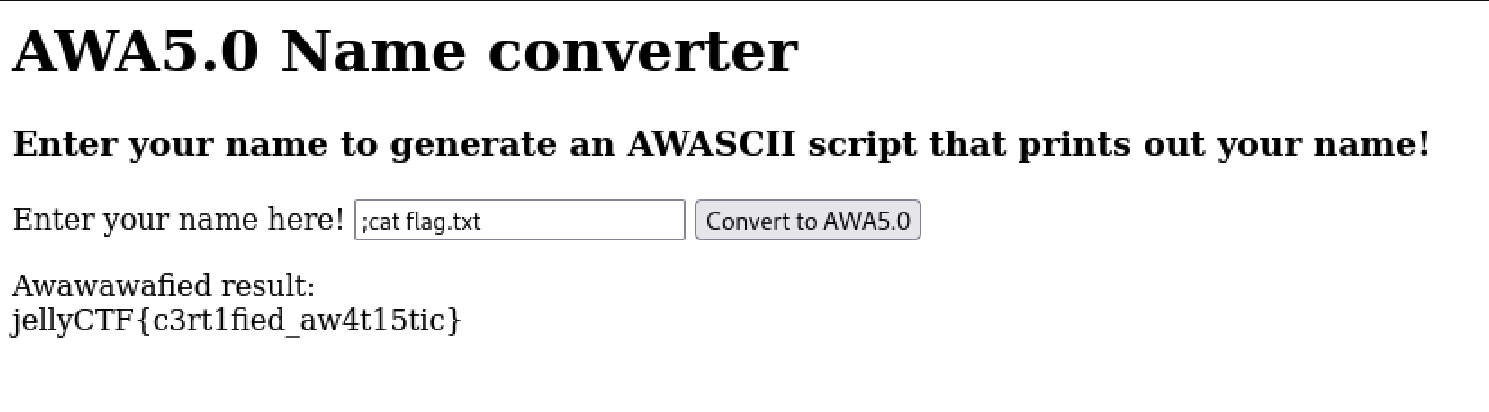 AWA5.0 Name converter
Enter your name to generate an AWASCII script that prints out your name!
Enter your name here! ;cat flag.txt Convert to AWA5.0
Awawawafied result:
jellyCTF{c3rt1fied_aw4t15tic}